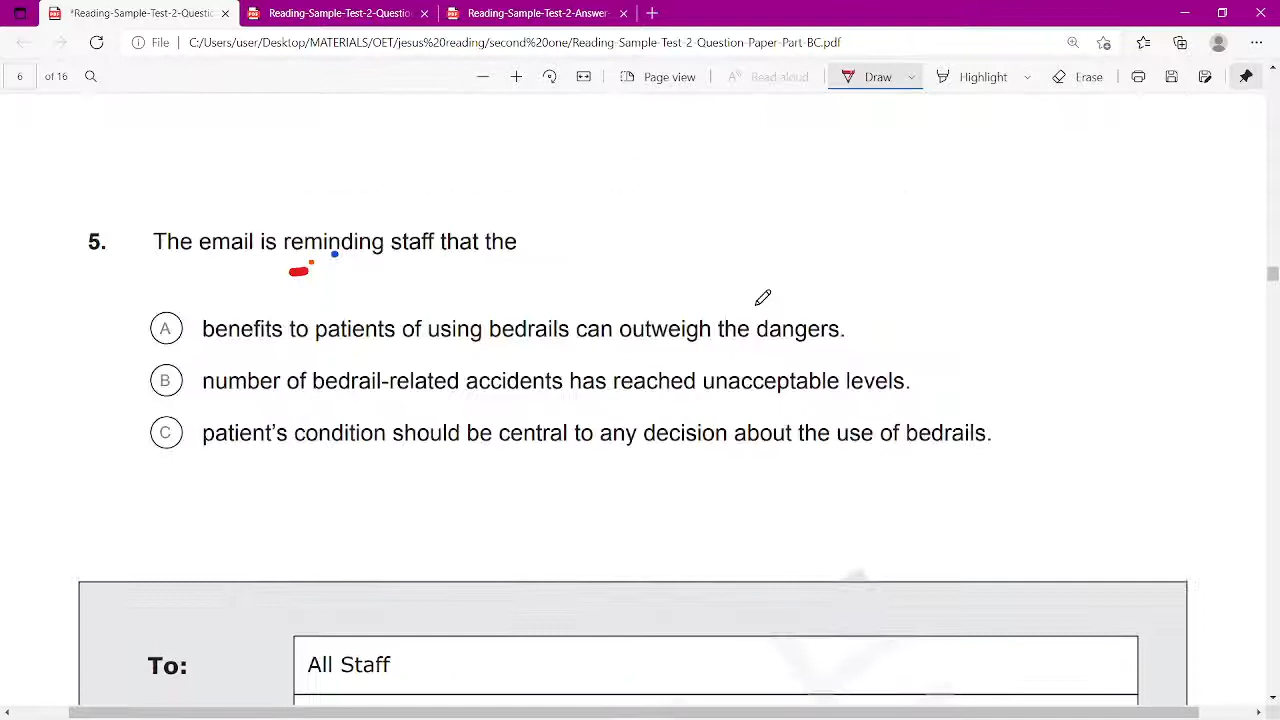 *Reading-Sample-Test-2-Questic
Reading-Sample-Test-2-Questio
Reading-Sample-Test-2-Answer-
File
C:/Users/user/Desktop/MATERIALS/OET/jesus%20reading/second%20one/Reading-Sample-Test-2-Question-Paper-Part-BC.pdf
6 of 16
Page view
Read aloud
Draw
Highlight
Erase
5. The email is reminding staff that the
A benefits to patients of using bedrails can outweigh the dangers.
B number of bedrail-related accidents has reached unacceptable levels.
C patient’s condition should be central to any decision about the use of bedrails.
To: All Staff